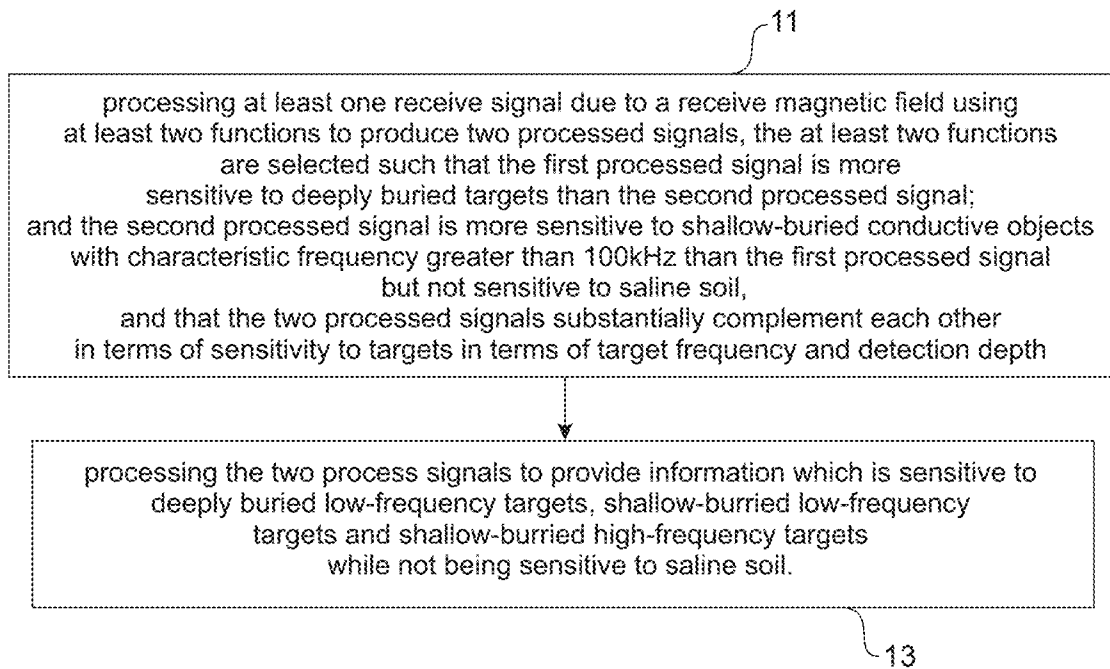 11
processing at least one receive signal due to a receive magnetic field using
at least two functions to produce two processed signals, the at least two functions
are selected such that the first processed signal is more
sensitive to deeply buried targets than the second processed signal;
and the second processed signal is more sensitive to shallow-buried conductive objects
with characteristic frequency greater than 100kHz than the first processed signal
but not sensitive to saline soil,
and that the two processed signals substantially complement each other
in terms of sensitivity to targets in terms of target frequency and detection depth
processing the two process signals to provide information which is sensitive to
deeply buried low-frequency targets, shallow-burried low-frequency
targets and shallow-burried high-frequency targets
while not being sensitive to saline soil.
13